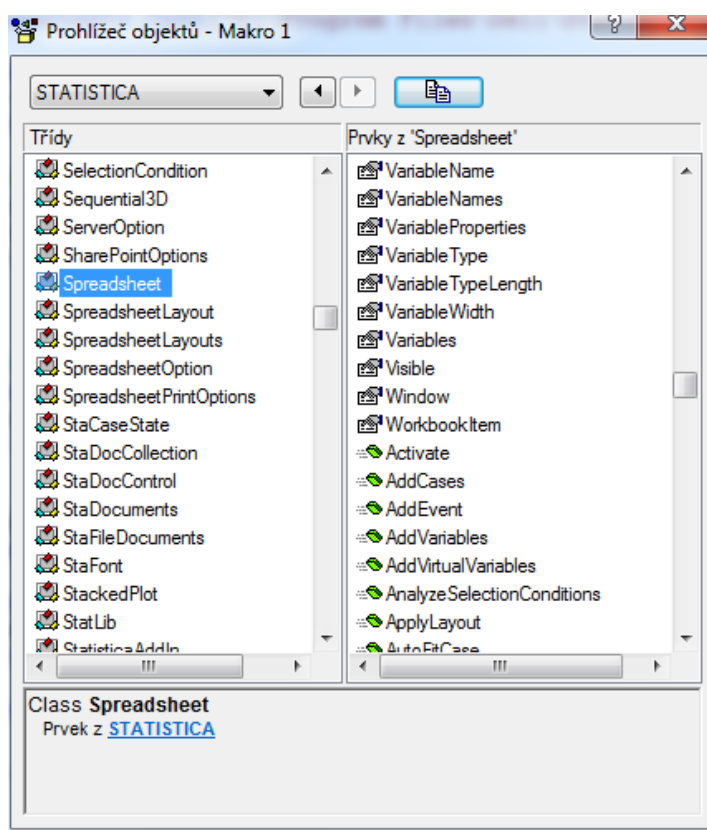 Prohlížeč objektů - Makro 1
STATISTICA
Třídy
SelectionCondition
Sequential3D
ServerOption
SharePointOptions
Spreadsheet
SpreadsheetLayout
SpreadsheetLayouts
SpreadsheetOption
SpreadsheetPrintOptions
StaCaseState
StaDocCollection
StaDocControl
StaDocuments
StaFileDocuments
StaFont
StackedPlot
StatLib
StatisticaAddIn
Prvky z 'Spreadsheet'
VariableName
VariableNames
VariableProperties
VariableType
VariableTypeLength
VariableWidth
Variables
Visible
Window
WorkbookItem
Activate
AddCases
AddEvent
AddVariables
AddVirtualVariables
AnalyzeSelectionConditions
ApplyLayout
AutoFitCase
Class Spreadsheet
Prvek z STATISTICA